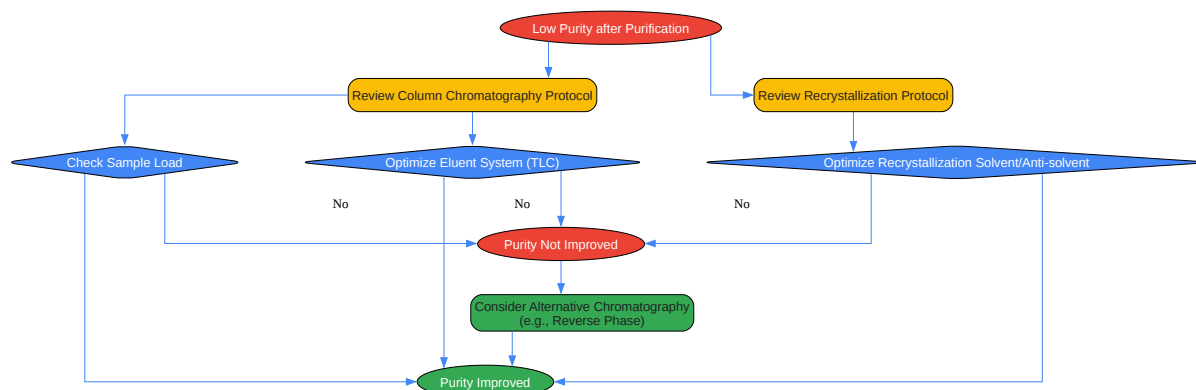 Low Purity after Purification
Review Column Chromatography Protocol
Review Recrystallization Protocol
Check Sample Load
Optimize Eluent System (TLC)
Optimize Recrystallization Solvent/Anti-solvent
No
No
No
Purity Not Improved
Consider Alternative Chromatography
(e.g., Reverse Phase)
Purity Improved